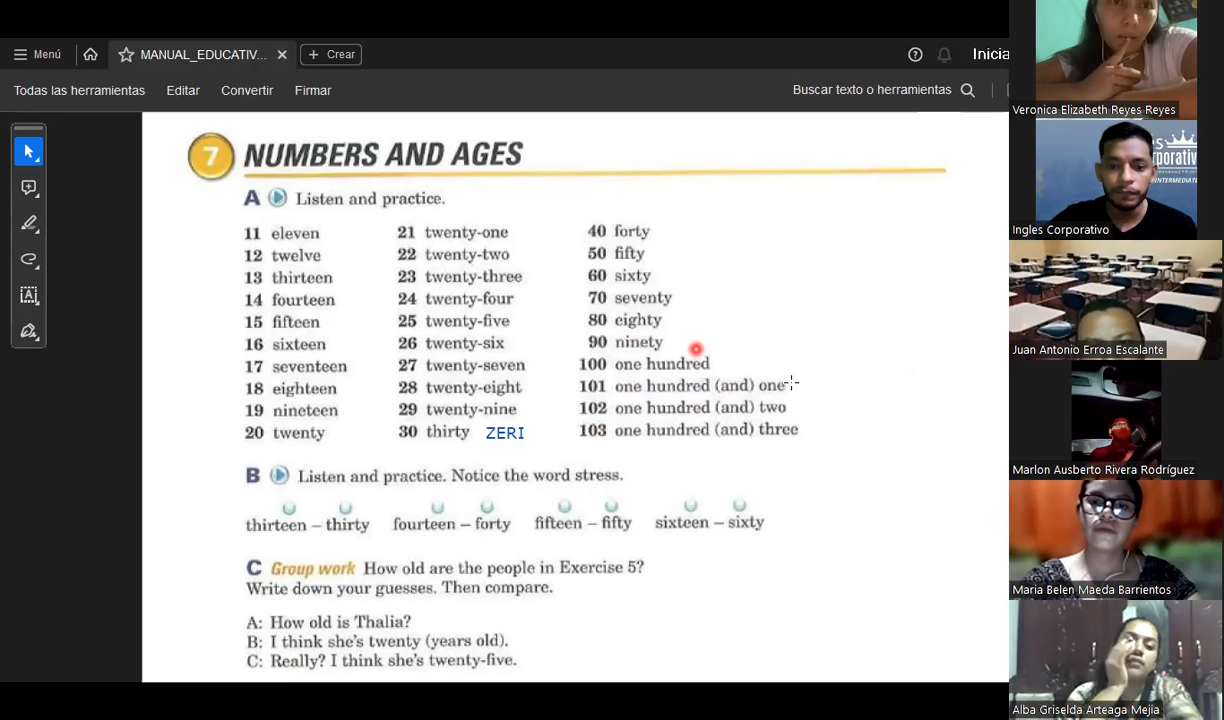 Menú
MANUAL_EDUCATIV...
Crear
Inicia
Todas las herramientas
Editar
Convertir
Firmar
Buscar texto o herramientas
7 NUMBERS AND AGES
A Listen and practice.
11 eleven
12 twelve
13 thirteen
14 fourteen
15 fifteen
16 sixteen
17 seventeen
18 eighteen
19 nineteen
20 twenty
21 twenty-one
22 twenty-two
23 twenty-three
24 twenty-four
25 twenty-five
26 twenty-six
27 twenty-seven
28 twenty-eight
29 twenty-nine
30 thirty ZERI
40 forty
50 fifty
60 sixty
70 seventy
80 eighty
90 ninety
100 one hundred
101 one hundred (and) one
102 one hundred (and) two
103 one hundred (and) three
B Listen and practice. Notice the word stress.
thirteen – thirty fourteen – forty fifteen – fifty sixteen – sixty
C Group work How old are the people in Exercise 5?
Write down your guesses. Then compare.
A: How old is Thalia?
B: I think she's twenty (years old).
C: Really? I think she's twenty-five.
Veronica Elizabeth Reyes Reyes
Ingles Corporativo
Juan Antonio Erroa Escalante
Marlon Ausberto Rivera Rodríguez
Maria Belen Maeda Barrientos
Alba Griselda Arteaga Mejia